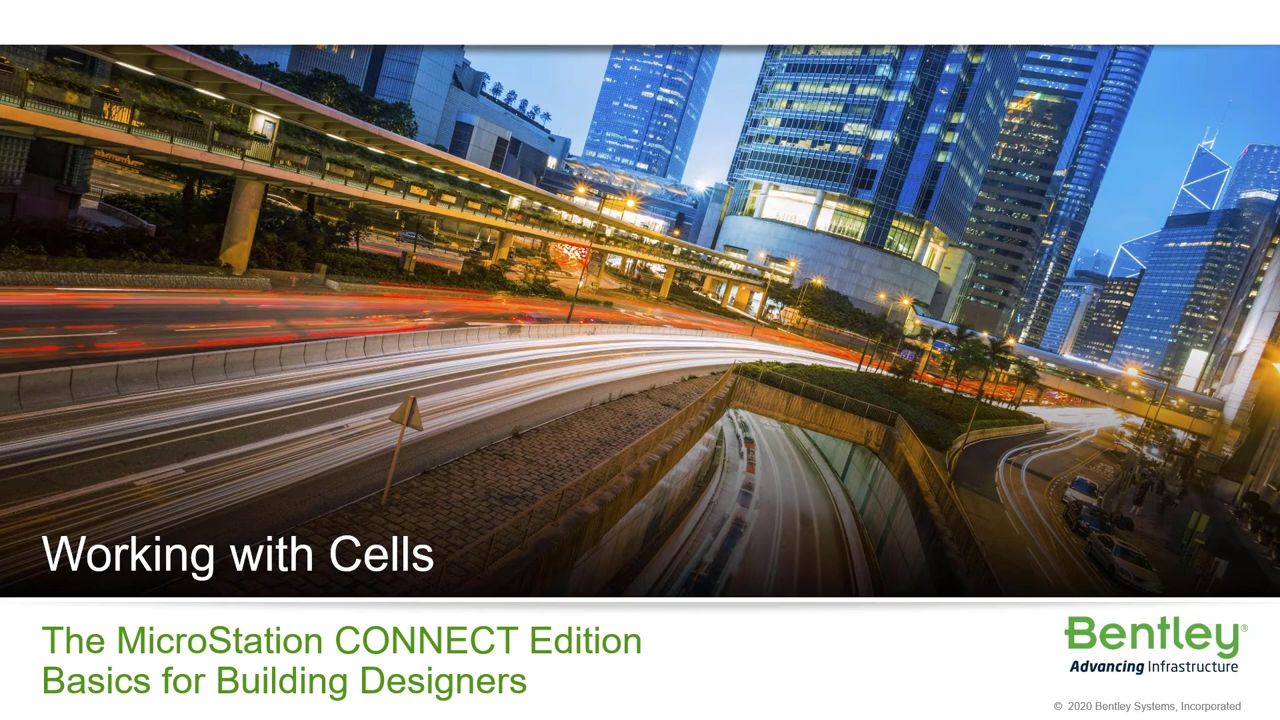 Working with Cells
The MicroStation CONNECT Edition
Basics for Building Designers
Bentley®
Advancing Infrastructure
© 2020 Bentley Systems, Incorporated